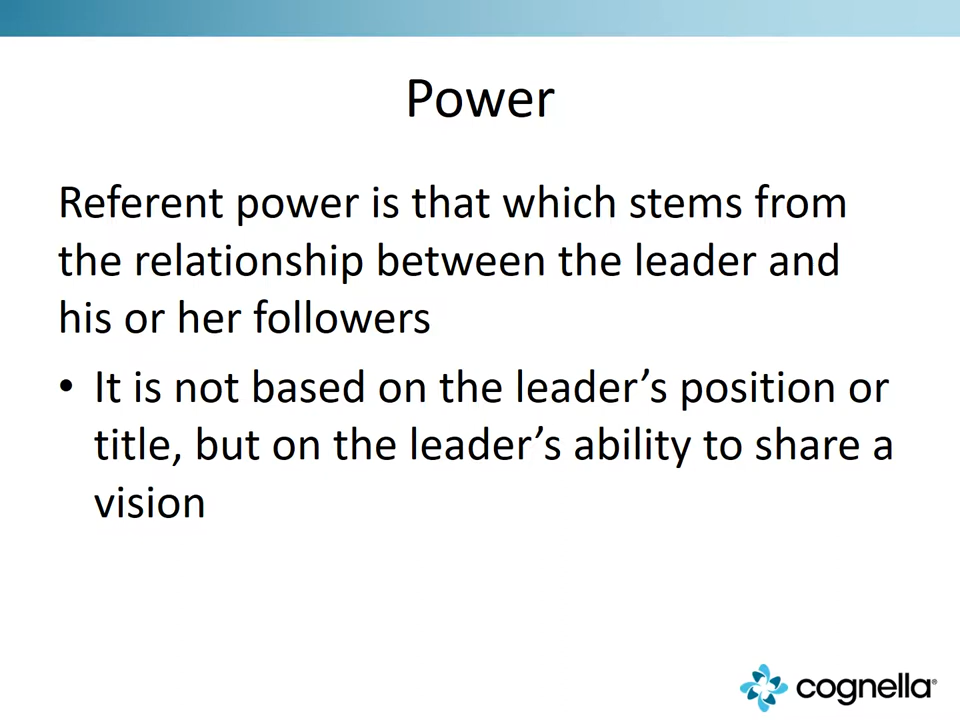 Power
Referent power is that which stems from
the relationship between the leader and
his or her followers
• It is not based on the leader’s position or
title, but on the leader’s ability to share a
vision
cognella®